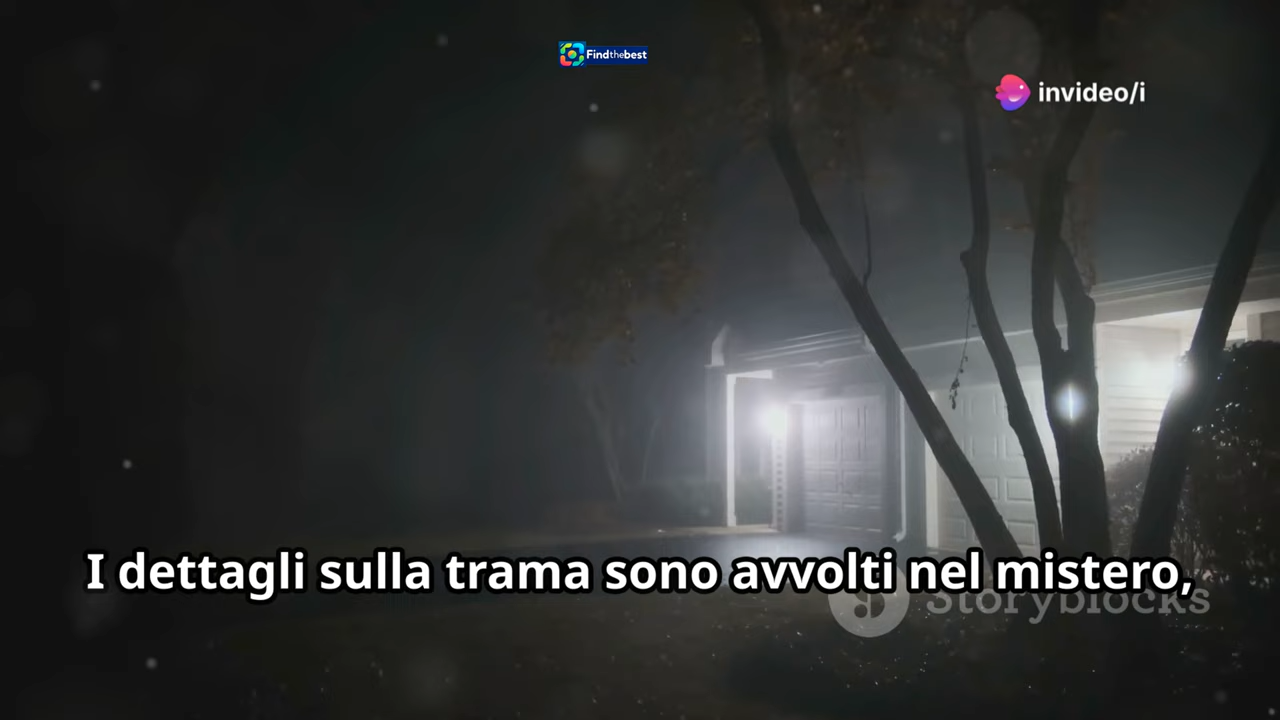 Findthebest
invideo/i
I dettagli sulla trama sono avvolti nel mistero,
Storyblocks